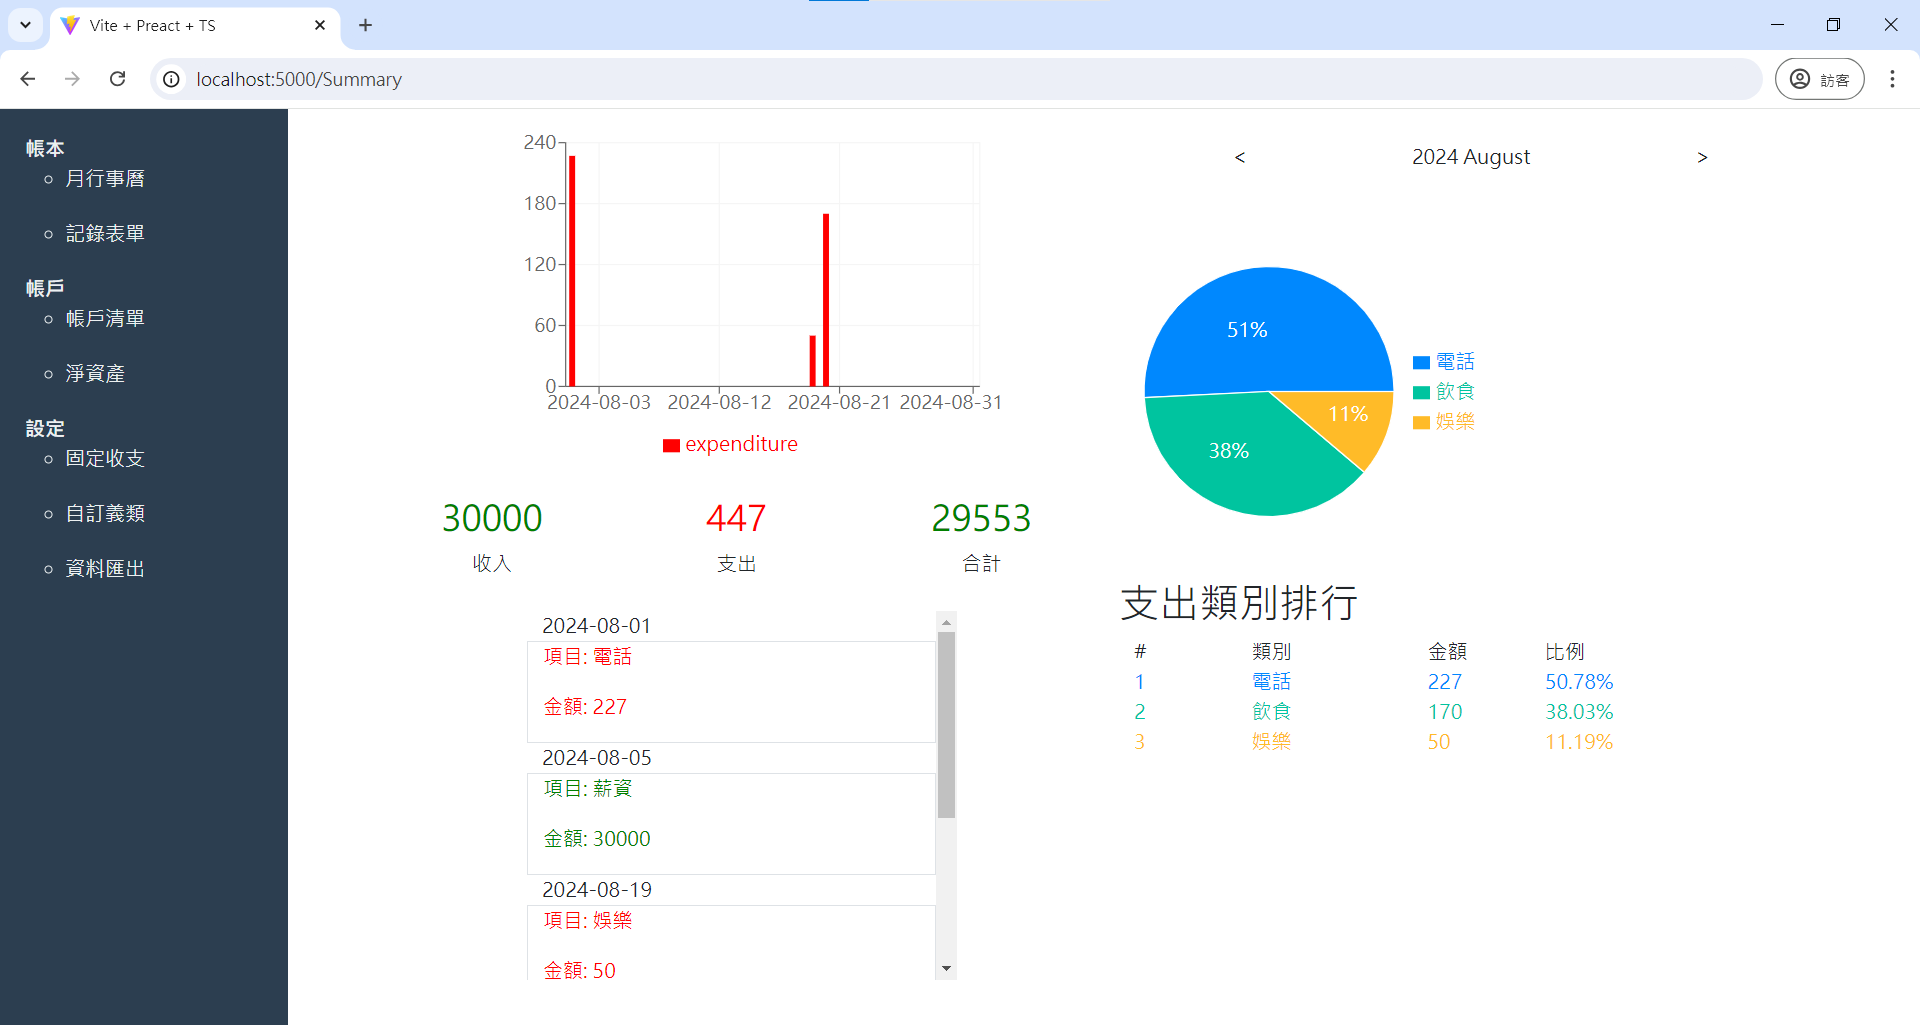 Vite + Preact + TS
localhost:5000/Summary
訪客
帳本
月行事曆
記錄表單
帳戶
帳戶清單
淨資產
設定
固定收支
自訂義類
資料匯出
240
180
120
60
0
2024-08-03 2024-08-12 2024-08-21 2024-08-31
expenditure
30000 447 29553
收入 支出 合計
2024-08-01
項目: 電話
金額: 227
2024-08-05
項目: 薪資
金額: 30000
2024-08-19
項目: 娛樂
金額: 50
< 2024 August >
51%
11%
38%
電話
飲食
娛樂
支出類別排行
# 類別 金額 比例
1 電話 227 50.78%
2 飲食 170 38.03%
3 娛樂 50 11.19%